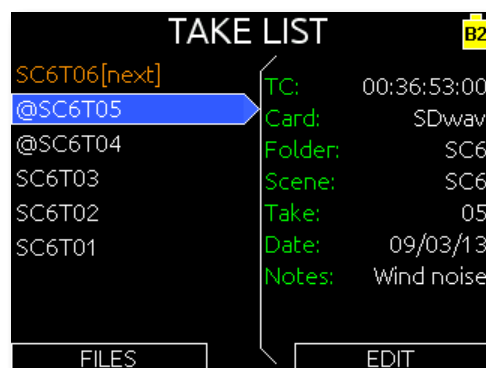 TAKE LIST
B2
SC6T06[next]
@SC6T05
@SC6T04
SC6T03
SC6T02
SC6T01
TC: 00:36:53:00
Card: SDwav
Folder: SC6
Scene: SC6
Take: 05
Date: 09/03/13
Notes: Wind noise
FILES
EDIT